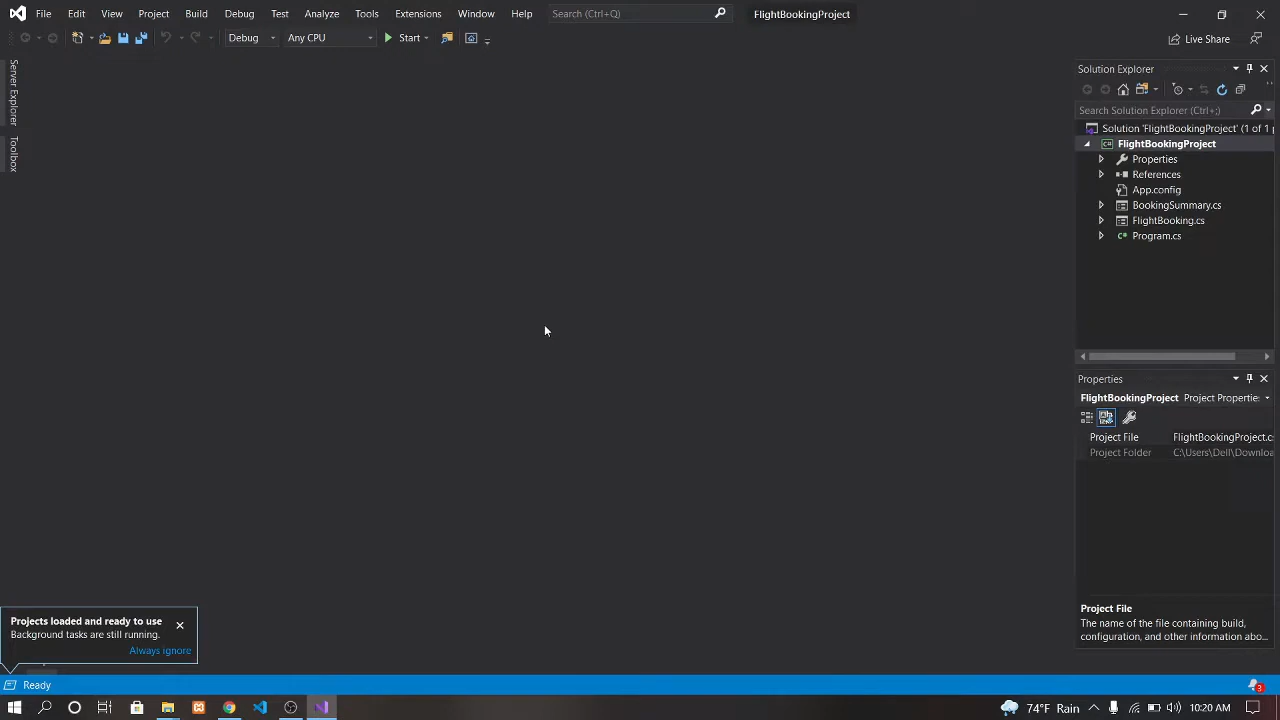 File Edit View Project Build Debug Test Analyze Tools Extensions Window Help Search (Ctrl+Q) FlightBookingProject
Debug Any CPU Start Live Share
Server Explorer
Toolbox
Solution Explorer
Search Solution Explorer (Ctrl+;)
Solution 'FlightBookingProject' (1 of 1 p
FlightBookingProject
Properties
References
App.config
BookingSummary.cs
FlightBooking.cs
Program.cs
Properties
FlightBookingProject Project Propertie
Project File FlightBookingProject.cs
Project Folder C:\Users\Dell\Downloa
Project File
The name of the file containing build,
configuration, and other information abo...
Projects loaded and ready to use
Background tasks are still running.
Always ignore
Ready
3
74°F Rain 10:20 AM